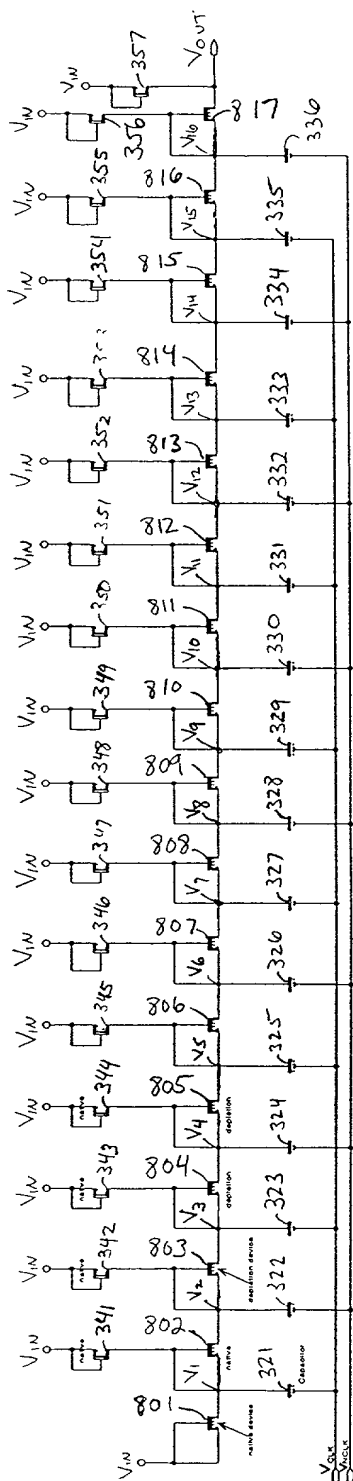 VIN VIN VIN VIN VIN VIN VIN VIN VIN VIN VIN VIN VIN VIN VIN VIN VIN
native native native
341 342 343 344 345 346 347 348 349 350 351 352 354 355 356 357
VOUT
801 802 803 804 805 806 807 808 809 810 811 812 813 814 815 816 817
VIN
V1 V2 V3 V4 V5 V6 V7 V8 V9 V10 V11 V12 V13 V14 V15 V16
native device
native
depletion device
depletion
depletion
321 322 323 324 325 326 327 328 329 330 331 332 333 334 335 336
Capacitor
VCLK
VNCLK